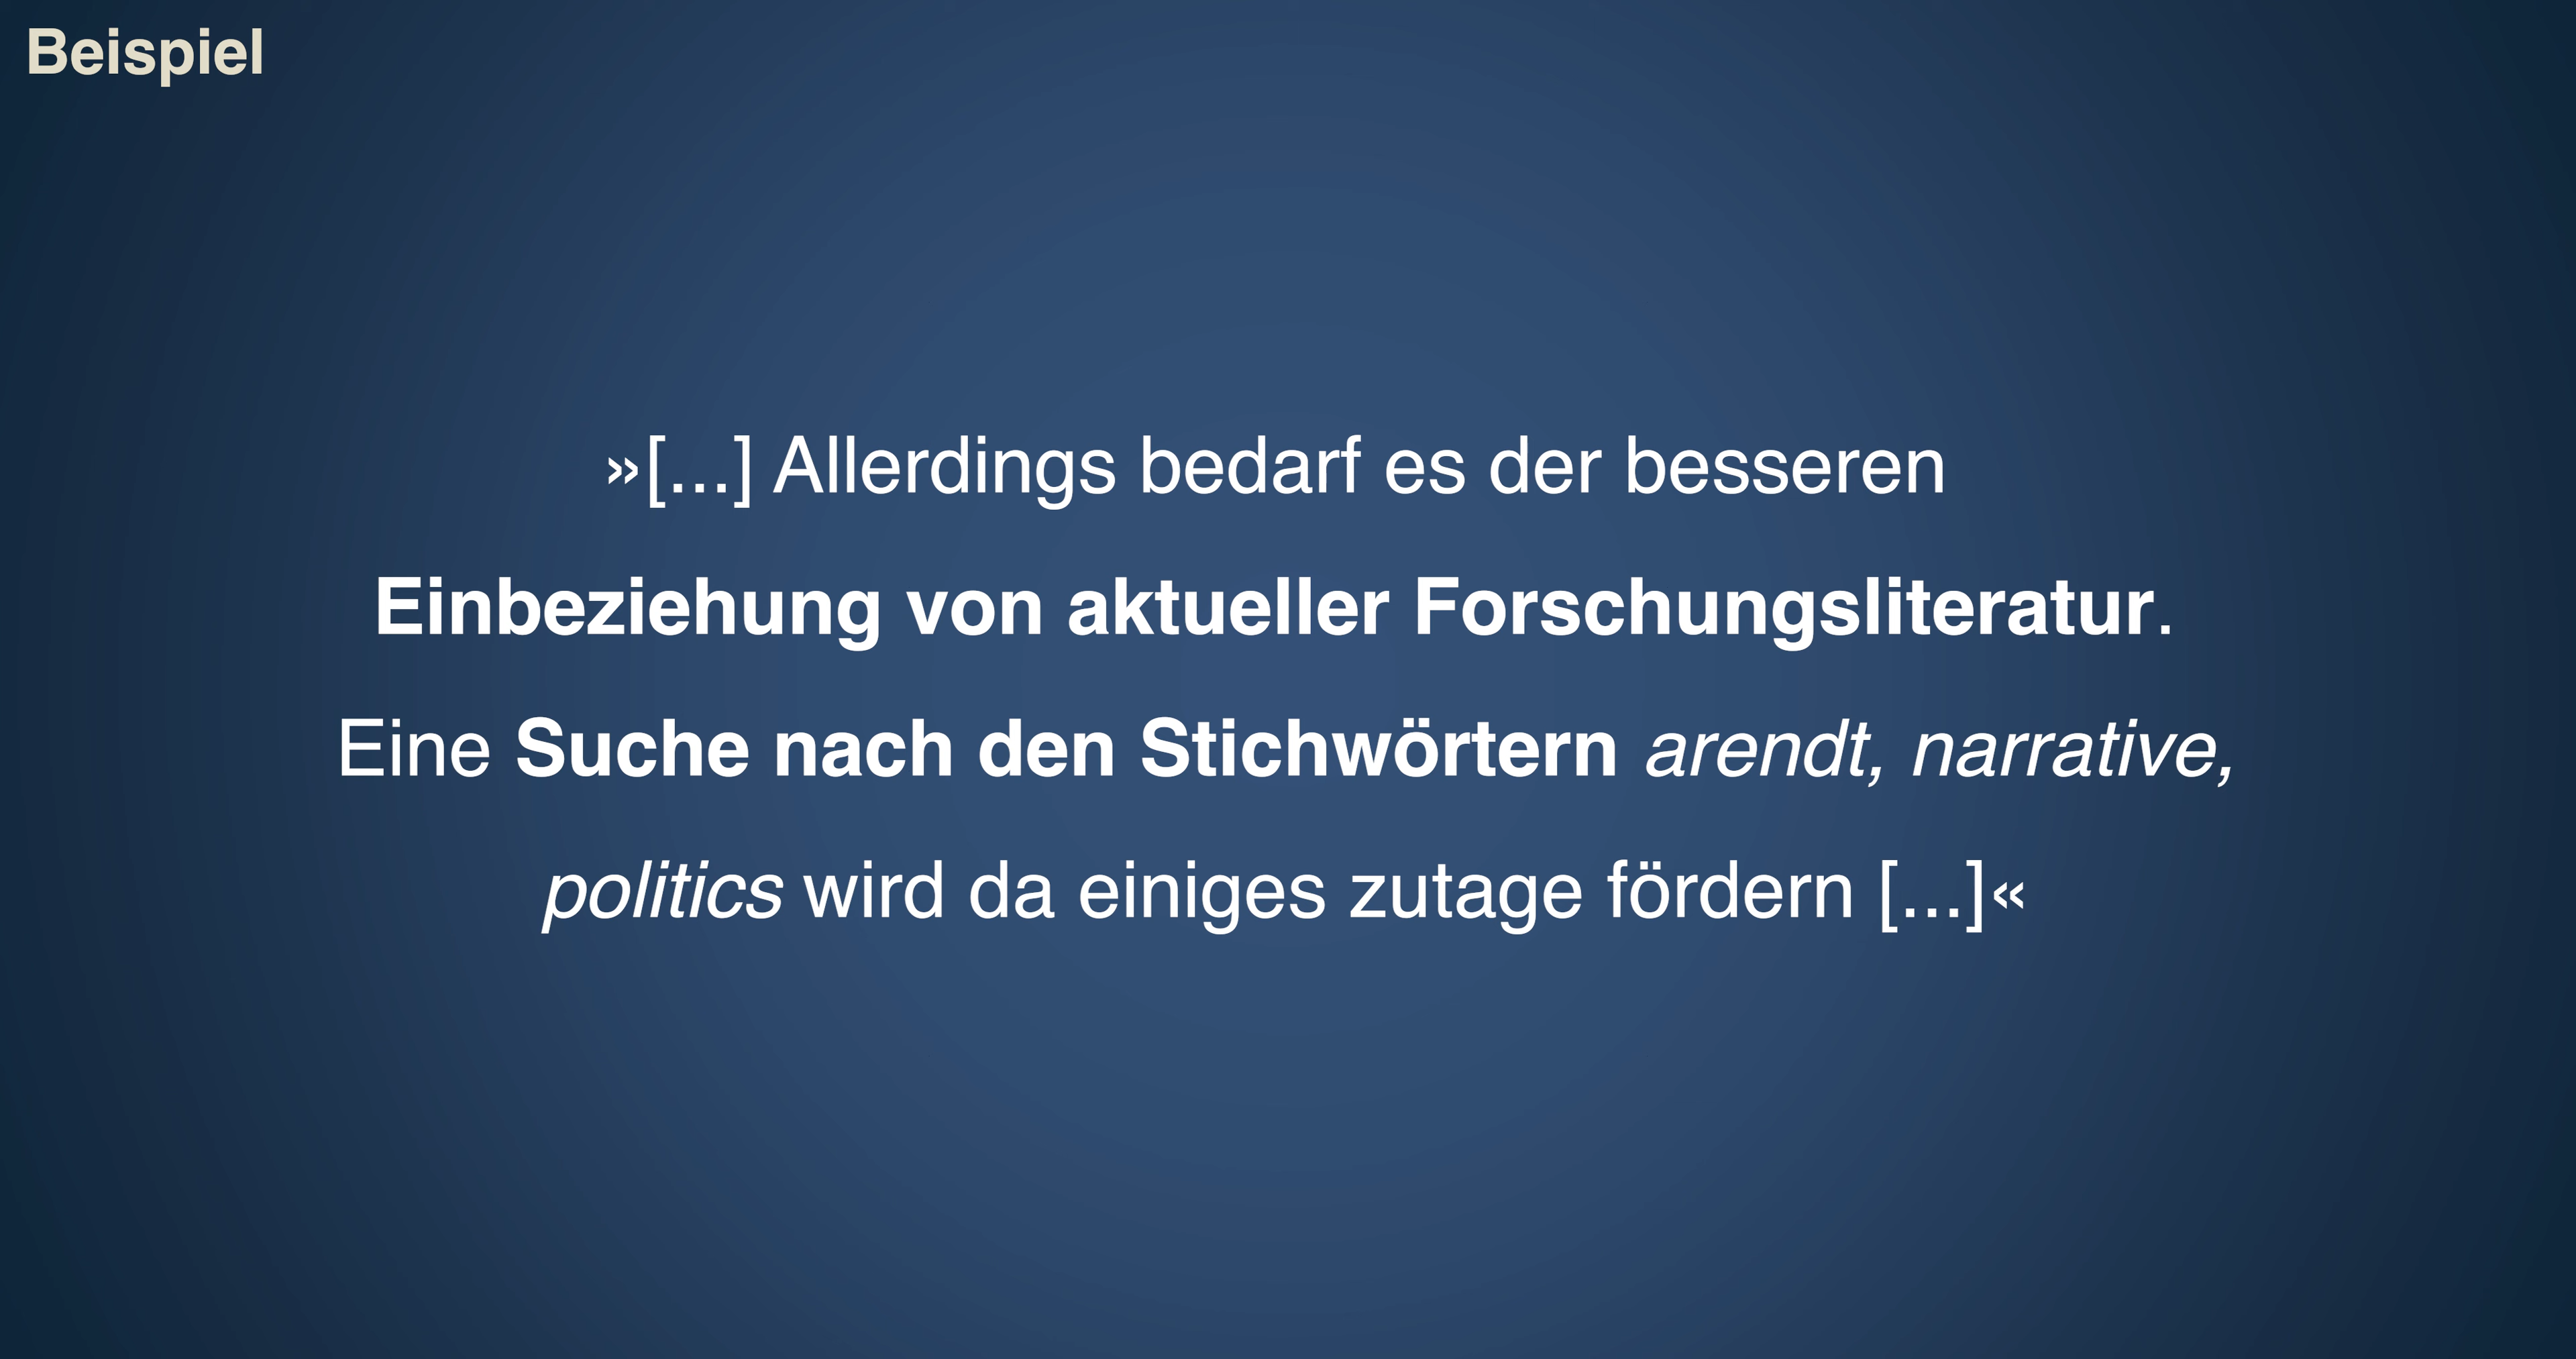 Beispiel
»[...] Allerdings bedarf es der besseren
Einbeziehung von aktueller Forschungsliteratur.
Eine Suche nach den Stichwörtern arendt, narrative,
politics wird da einiges zutage fördern [...]«